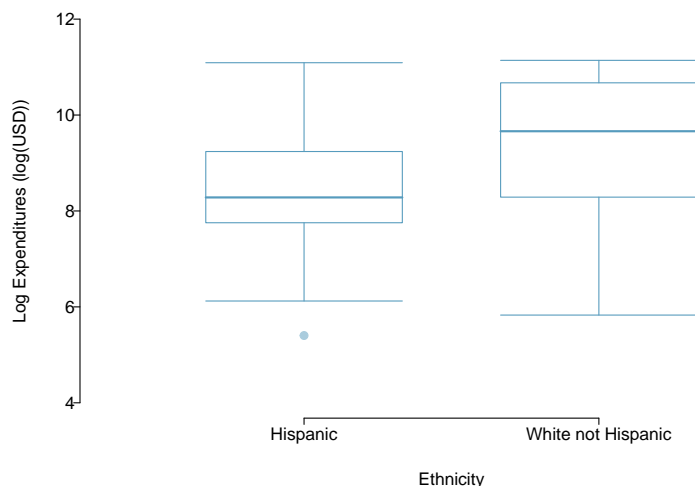 12
10
8
6
4
Log Expenditures (log(USD))
Hispanic
White not Hispanic
Ethnicity